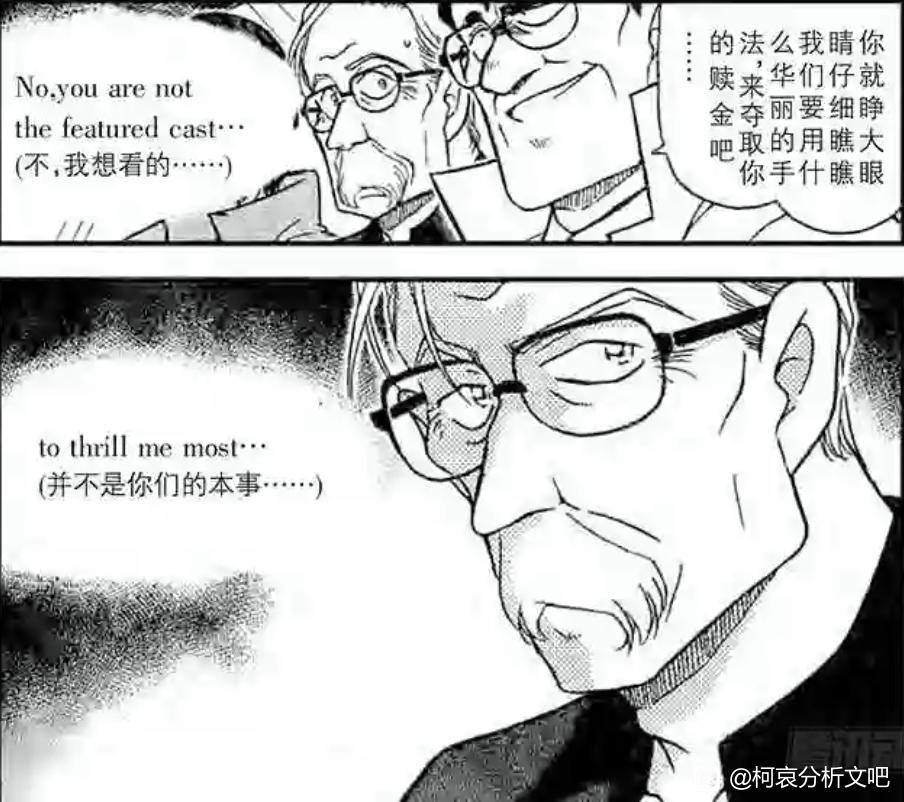 你就睁大眼
睛仔细瞧瞧
我们要用什
么华丽的手
法，来夺取你
的赎金吧
……
No,you are not
the featured cast…
(不,我想看的……)
to thrill me most…
(并不是你们的本事……)
@柯哀分析文吧